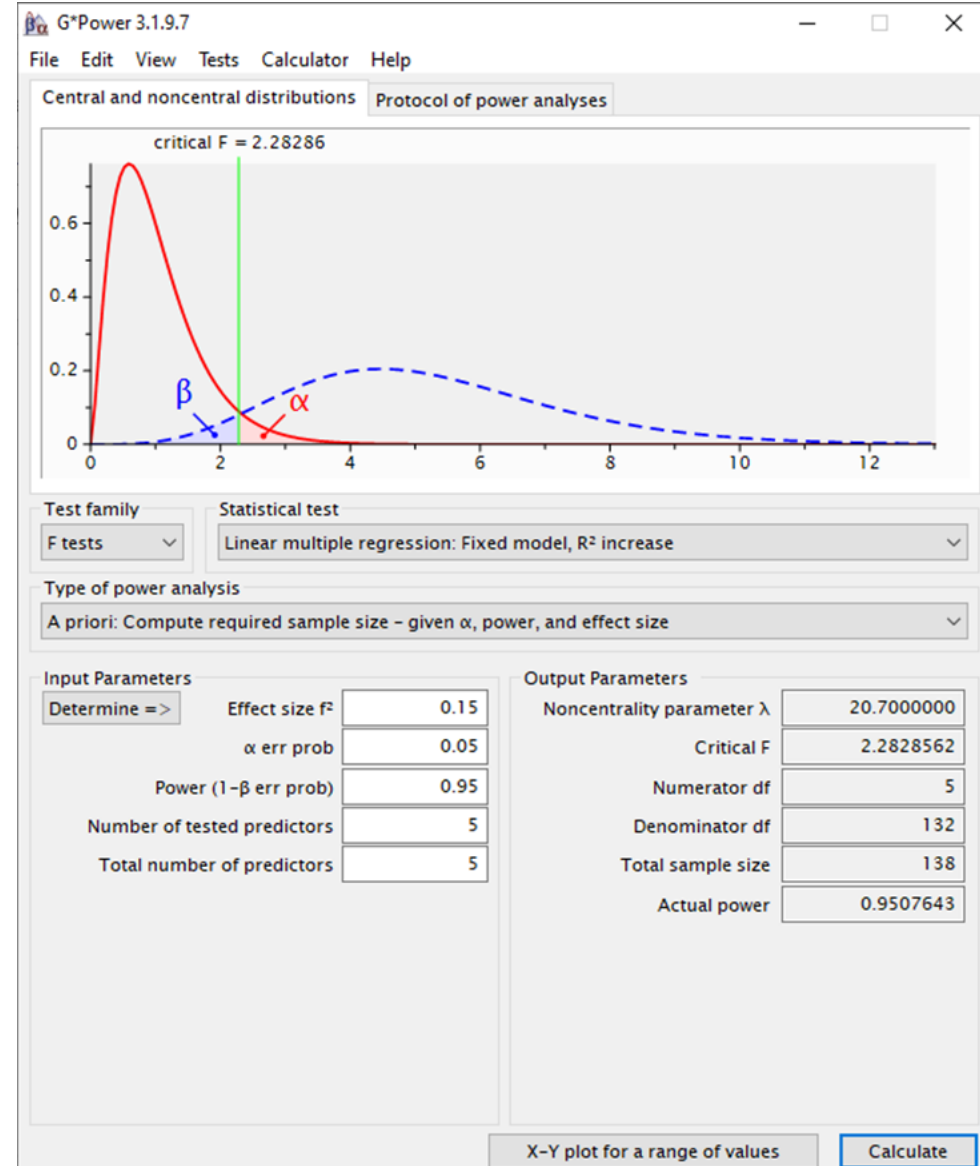 G*Power 3.1.9.7
File Edit View Tests Calculator Help
Central and noncentral distributions Protocol of power analyses
critical F = 2.28286
0.6
0.4
0.2
0
β
α
0 2 4 6 8 10 12
Test family Statistical test
F tests Linear multiple regression: Fixed model, R² increase
Type of power analysis
A priori: Compute required sample size – given α, power, and effect size
Input Parameters Output Parameters
Determine => Effect size f² 0.15 Noncentrality parameter λ 20.7000000
α err prob 0.05 Critical F 2.2828562
Power (1-β err prob) 0.95 Numerator df 5
Number of tested predictors 5 Denominator df 132
Total number of predictors 5 Total sample size 138
Actual power 0.9507643
X-Y plot for a range of values Calculate